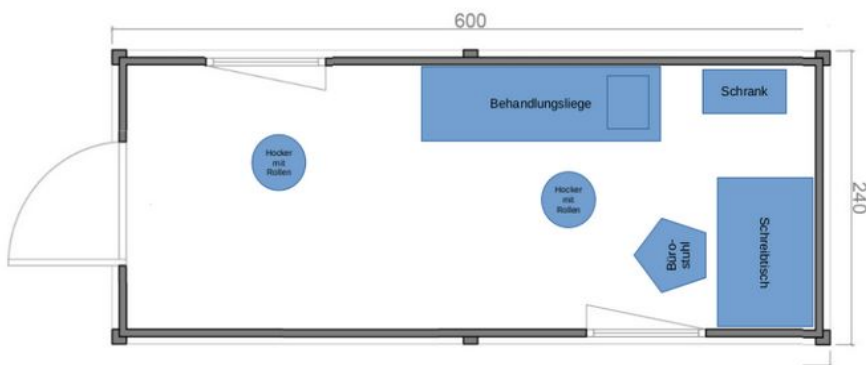 600
Behandlungsliege
Schrank
Hocker
mit
Rollen
Hocker
mit
Rollen
240
Büro-
stuhl
Schreibtisch